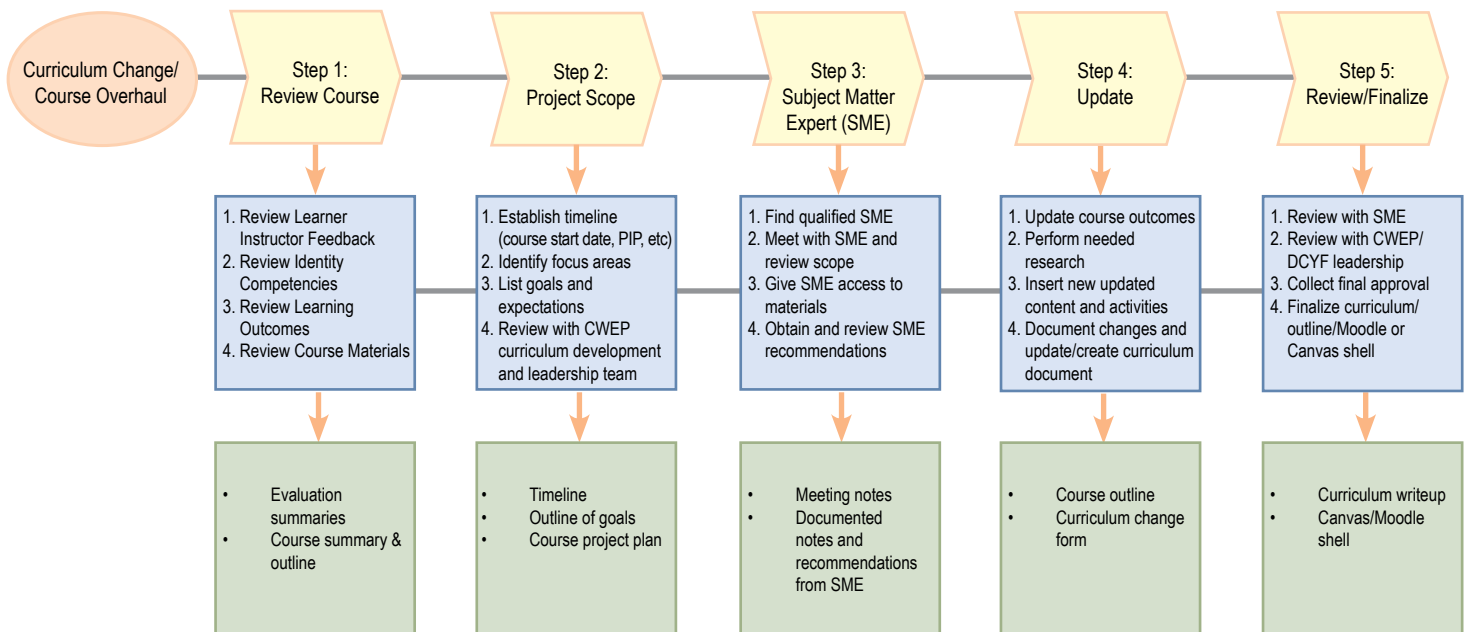 Curriculum Change/
Course Overhaul
Step 1:
Review Course
Step 2:
Project Scope
Step 3:
Subject Matter
Expert (SME)
Step 4:
Update
Step 5:
Review/Finalize
1. Review Learner
Instructor Feedback
2. Review Identity
Competencies
3. Review Learning
Outcomes
4. Review Course Materials
1. Establish timeline
(course start date, PIP, etc)
2. Identify focus areas
3. List goals and
expectations
4. Review with CWEP
curriculum development
and leadership team
1. Find qualified SME
2. Meet with SME and
review scope
3. Give SME access to
materials
4. Obtain and review SME
recommendations
1. Update course outcomes
2. Perform needed
research
3. Insert new updated
content and activities
4. Document changes and
update/create curriculum
document
1. Review with SME
2. Review with CWEP/
DCYF leadership
3. Collect final approval
4. Finalize curriculum/
outline/Moodle or
Canvas shell
• Evaluation
summaries
• Course summary &
outline
• Timeline
• Outline of goals
• Course project plan
• Meeting notes
• Documented
notes and
recommendations
from SME
• Course outline
• Curriculum change
form
• Curriculum writeup
• Canvas/Moodle
shell